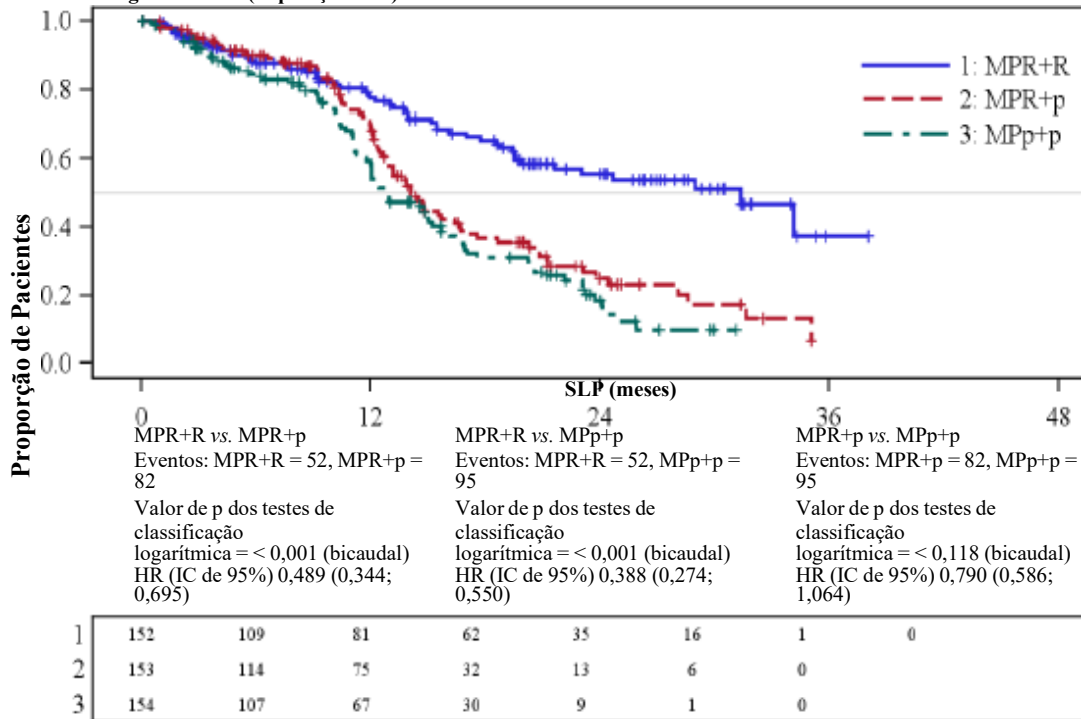 1.0
0.8
0.6
0.4
0.2
0.0
Proporção de Pacientes
1: MPR+R
2: MPR+p
3: MPp+p
SLP (meses)
0 12 24 36 48
MPR+R vs. MPR+p
Eventos: MPR+R = 52, MPR+p =
82
Valor de p dos testes de
classificação
logarítmica = < 0,001 (bicaudal)
HR (IC de 95%) 0,489 (0,344;
0,695)
MPR+R vs. MPp+p
Eventos: MPR+R = 52, MPp+p =
95
Valor de p dos testes de
classificação
logarítmica = < 0,001 (bicaudal)
HR (IC de 95%) 0,388 (0,274;
0,550)
MPR+p vs. MPp+p
Eventos: MPR+p = 82, MPp+p =
95
Valor de p dos testes de
classificação
logarítmica = < 0,118 (bicaudal)
HR (IC de 95%) 0,790 (0,586;
1,064)
1 152 109 81 62 35 16 1 0
2 153 114 75 32 13 6 0
3 154 107 67 30 9 1 0